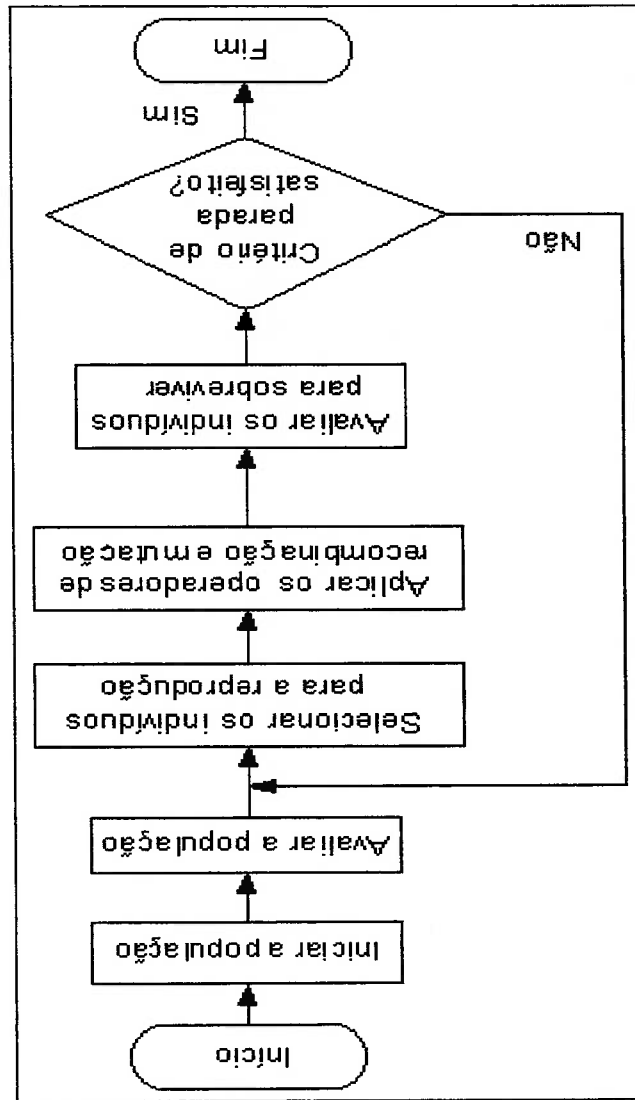 Início
Iniciar a população
Avaliar a população
Selecionar os indivíduos
para a reprodução
Aplicar os operadores de
recombinação e mutação
Avaliar os indivíduos
para sobreviver
Critério de
parada
satisfeito?
Não
Sim
Fim